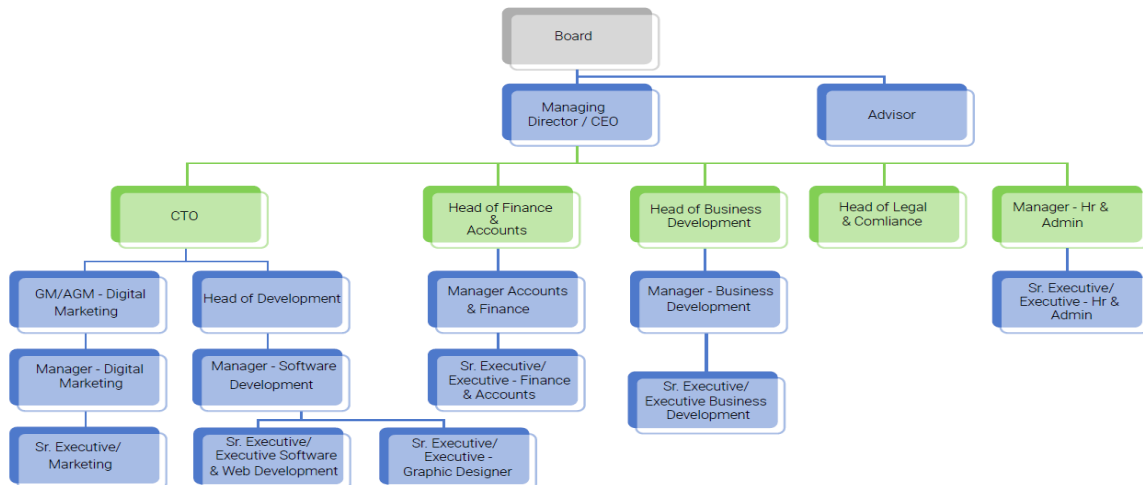 Board
Managing
Director / CEO
Advisor
CTO
Head of Finance
&
Accounts
Head of Business
Development
Head of Legal
& Comliance
Manager - Hr &
Admin
GM/AGM - Digital
Marketing
Head of Development
Manager Accounts
& Finance
Manager - Business
Development
Sr. Executive/
Executive - Hr &
Admin
Manager - Digital
Marketing
Manager - Software
Development
Sr. Executive/
Executive - Finance
& Accounts
Sr. Executive/
Executive Business
Development
Sr. Executive/
Marketing
Sr. Executive/
Executive Software
& Web Development
Sr. Executive/
Executive -
Graphic Designer